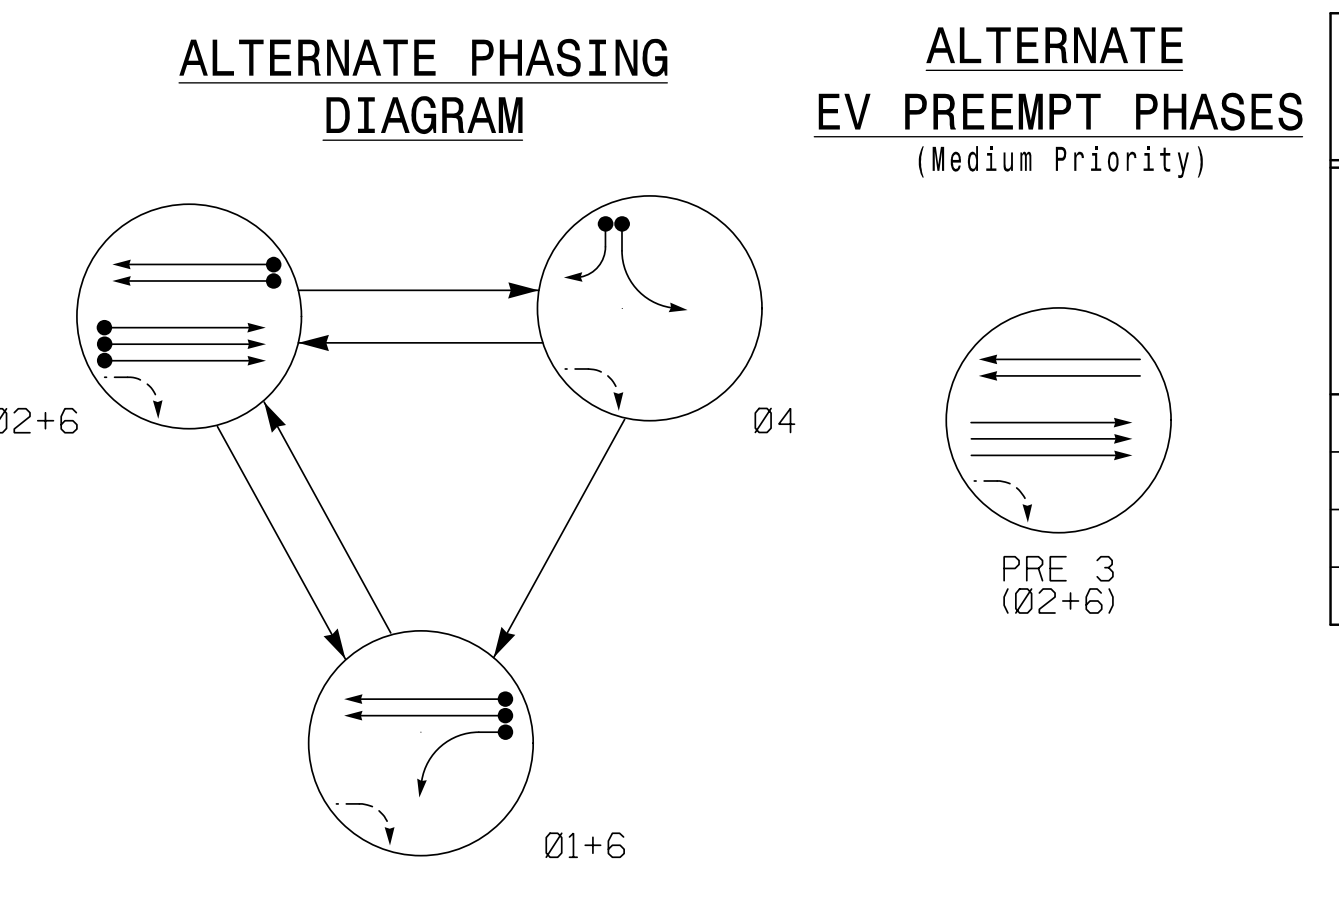 ALTERNATE PHASING
DIAGRAM
ALTERNATE
EV PREEMPT PHASES
(Medium Priority)
Ø2+6
Ø4
Ø1+6
PRE 3
(Ø2+6)